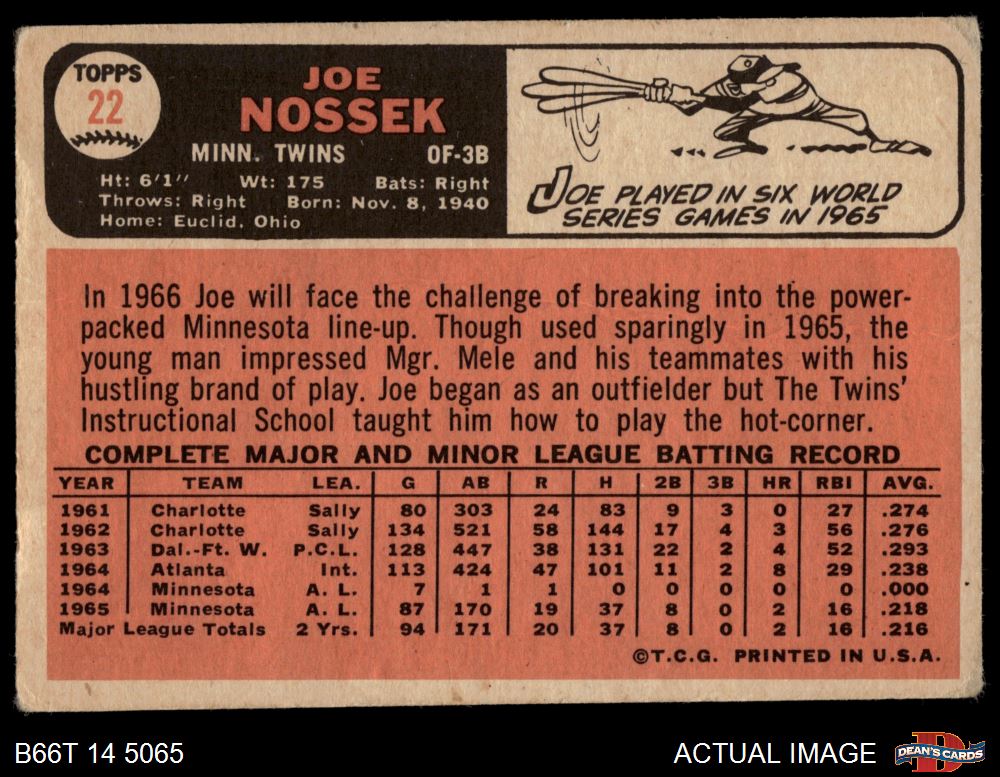 TOPPS
22
JOE
NOSSEK
MINN. TWINS OF-3B
Ht: 6'1" Wt: 175 Bats: Right
Throws: Right Born: Nov. 8, 1940
Home: Euclid, Ohio
JOE PLAYED IN SIX WORLD
SERIES GAMES IN 1965
In 1966 Joe will face the challenge of breaking into the power-
packed Minnesota line-up. Though used sparingly in 1965, the
young man impressed Mgr. Mele and his teammates with his
hustling brand of play. Joe began as an outfielder but The Twins'
Instructional School taught him how to play the hot-corner.
COMPLETE MAJOR AND MINOR LEAGUE BATTING RECORD
YEAR TEAM LEA. G AB R H 2B 3B HR RBI AVG.
1961 Charlotte Sally 80 303 24 83 9 3 0 27 .274
1962 Charlotte Sally 134 521 58 144 17 4 3 56 .276
1963 Dal.-Ft. W. P.C.L. 128 447 38 131 22 2 4 52 .293
1964 Atlanta Int. 113 424 47 101 11 2 8 29 .238
1964 Minnesota A. L. 7 1 1 0 0 0 0 0 .000
1965 Minnesota A. L. 87 170 19 37 8 0 2 16 .218
Major League Totals 2 Yrs. 94 171 20 37 8 0 2 16 .216
©T.C.G. PRINTED IN U.S.A.
B66T 14 5065 ACTUAL IMAGE DEAN'S CARDS